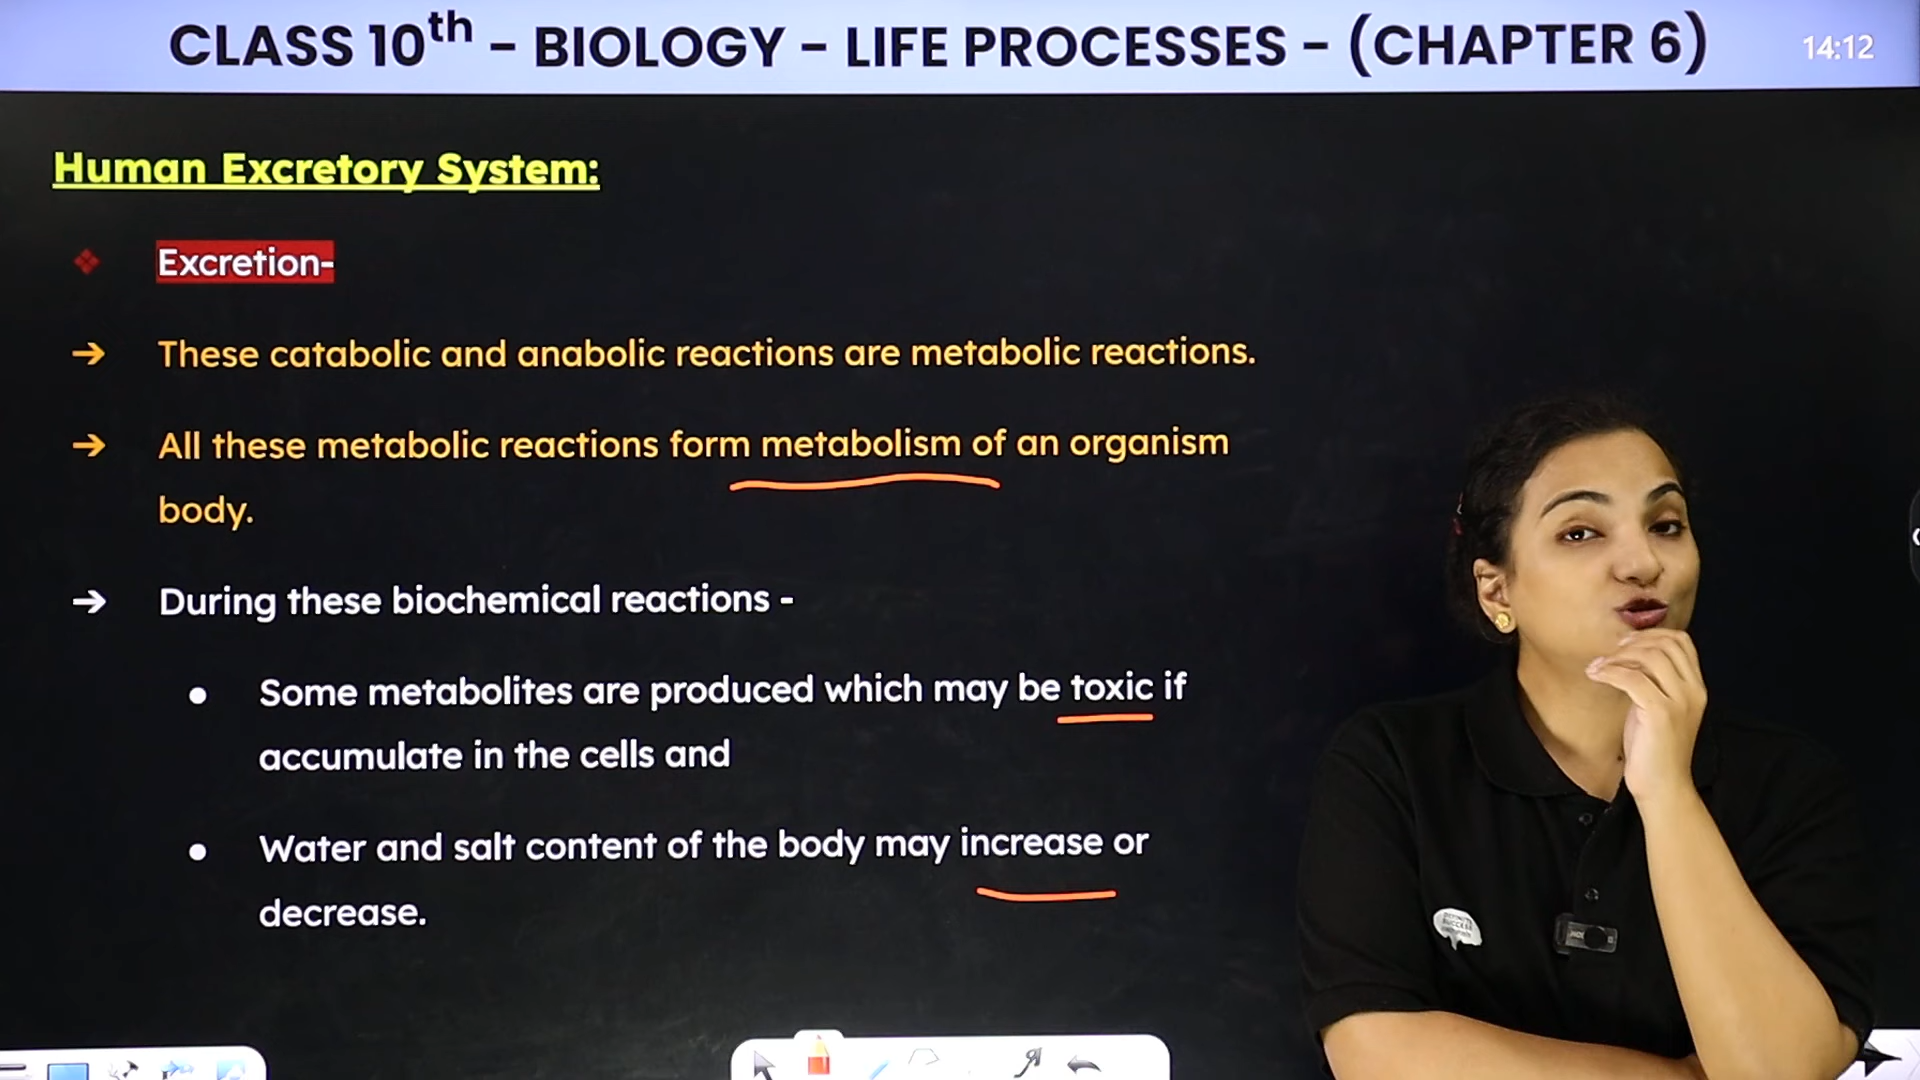 CLASS 10th - BIOLOGY - LIFE PROCESSES - (CHAPTER 6)
14:12
Human Excretory System:
❖ Excretion-
→ These catabolic and anabolic reactions are metabolic reactions.
→ All these metabolic reactions form metabolism of an organism
body.
→ During these biochemical reactions -
● Some metabolites are produced which may be toxic if
accumulate in the cells and
● Water and salt content of the body may increase or
decrease.